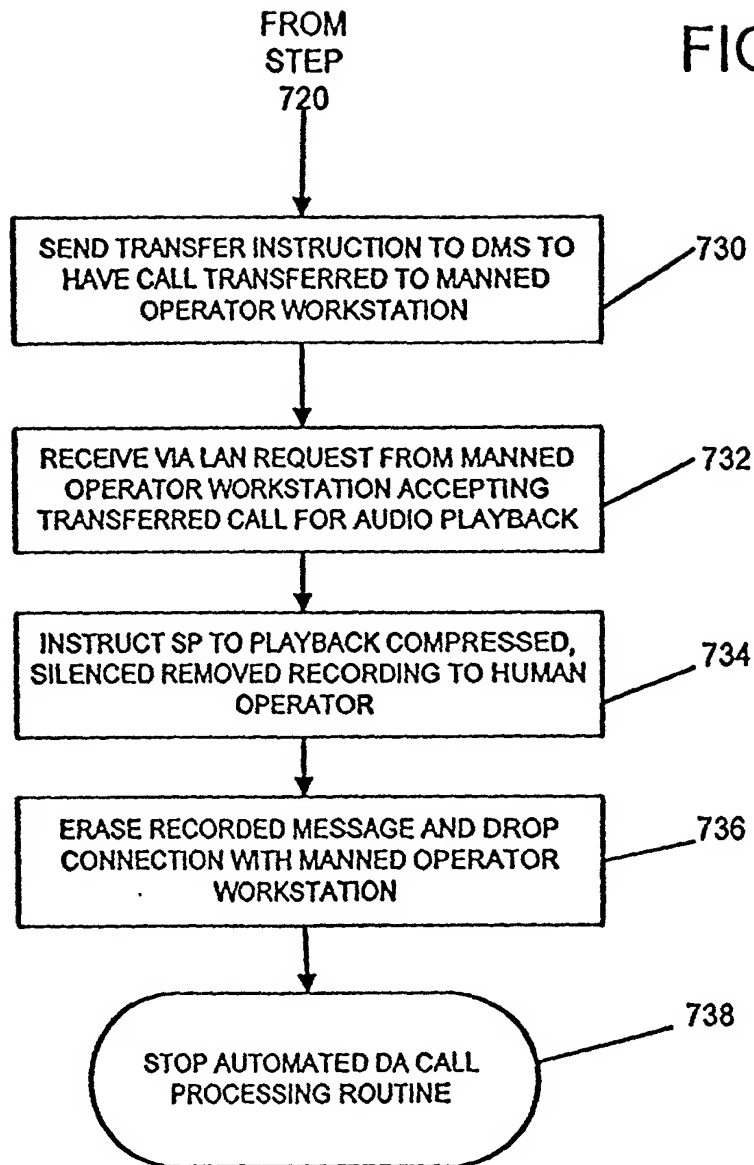 FROM
STEP
720
FIG
SEND TRANSFER INSTRUCTION TO DMS TO
HAVE CALL TRANSFERRED TO MANNED
OPERATOR WORKSTATION
730
RECEIVE VIA LAN REQUEST FROM MANNED
OPERATOR WORKSTATION ACCEPTING
TRANSFERRED CALL FOR AUDIO PLAYBACK
732
INSTRUCT SP TO PLAYBACK COMPRESSED,
SILENCED REMOVED RECORDING TO HUMAN
OPERATOR
734
ERASE RECORDED MESSAGE AND DROP
CONNECTION WITH MANNED OPERATOR
WORKSTATION
736
STOP AUTOMATED DA CALL
PROCESSING ROUTINE
738